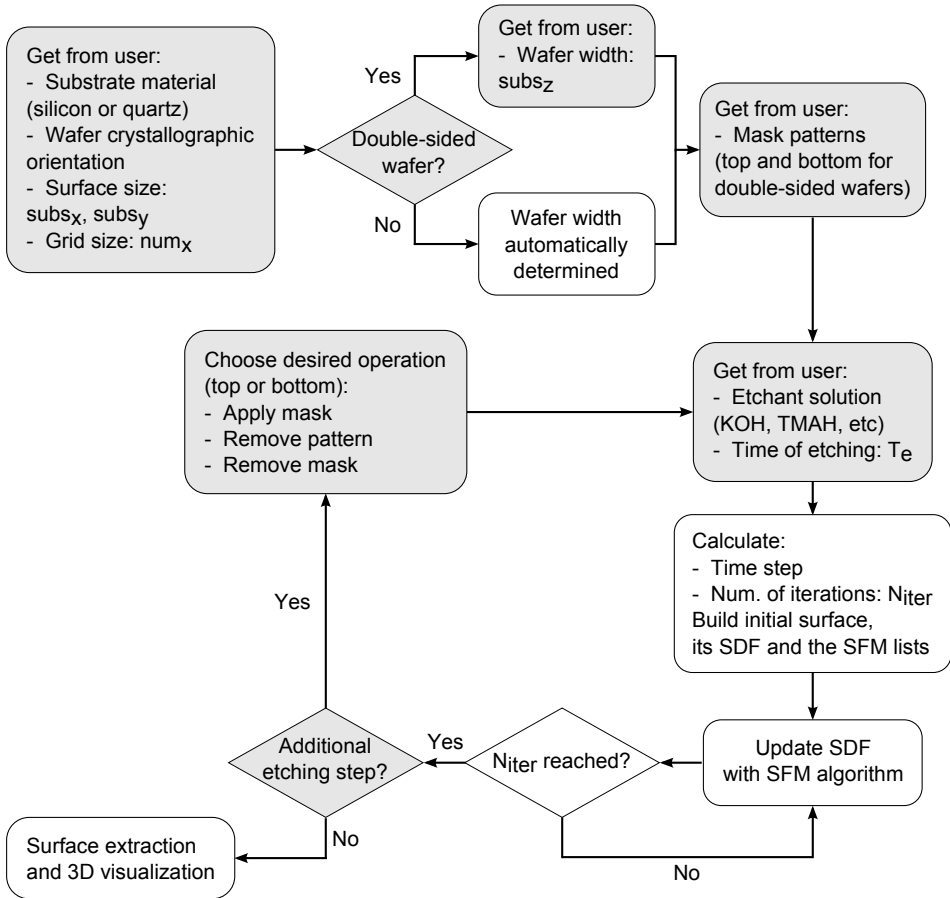 Get from user:
- Substrate material
(silicon or quartz)
- Wafer crystallographic
orientation
- Surface size:
subsx, subsy
- Grid size: numx
Double-sided
wafer?
Yes
No
Get from user:
- Wafer width:
subsz
Wafer width
automatically
determined
Get from user:
- Mask patterns
(top and bottom for
double-sided wafers)
Choose desired operation
(top or bottom):
- Apply mask
- Remove pattern
- Remove mask
Get from user:
- Etchant solution
(KOH, TMAH, etc)
- Time of etching: Te
Calculate:
- Time step
- Num. of iterations: Niter
Build initial surface,
its SDF and the SFM lists
Update SDF
with SFM algorithm
Niter reached?
No
Yes
Additional
etching step?
Yes
No
Surface extraction
and 3D visualization